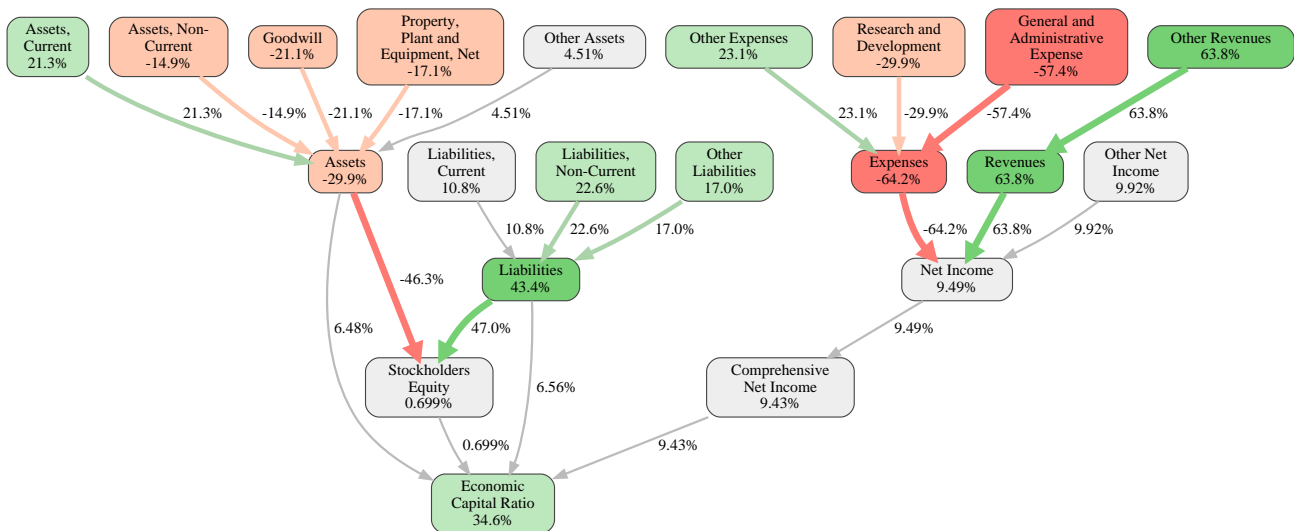 Assets,
Current
21.3%
Assets, Non-
Current
-14.9%
Goodwill
-21.1%
Property,
Plant and
Equipment, Net
-17.1%
Other Assets
4.51%
Other Expenses
23.1%
Research and
Development
-29.9%
General and
Administrative
Expense
-57.4%
Other Revenues
63.8%
21.3%
-14.9%
-21.1%
-17.1%
4.51%
23.1%
-29.9%
-57.4%
63.8%
Assets
-29.9%
Liabilities,
Current
10.8%
Liabilities,
Non-Current
22.6%
Other
Liabilities
17.0%
Expenses
-64.2%
Revenues
63.8%
Other Net
Income
9.92%
10.8%
22.6%
17.0%
-64.2%
63.8%
9.92%
-46.3%
Liabilities
43.4%
Net Income
9.49%
6.48%
47.0%
9.49%
Stockholders
Equity
0.699%
6.56%
Comprehensive
Net Income
9.43%
0.699%
9.43%
Economic
Capital Ratio
34.6%